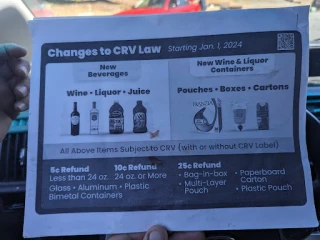 Changes to CRV Law Starting Jan. 1, 2024
New
Beverages
Wine • Liquor • Juice
New Wine & Liquor
Containers
Pouches • Boxes • Cartons
FRANZIA
All Above Items Subject to CRV (with or without CRV Label)
5¢ Refund
Less than 24 oz.
10¢ Refund
24 oz. or More
Glass • Aluminum • Plastic
Bimetal Containers
25¢ Refund
• Bag-in-box
• Multi-Layer
Pouch
• Paperboard
Carton
• Plastic Pouch